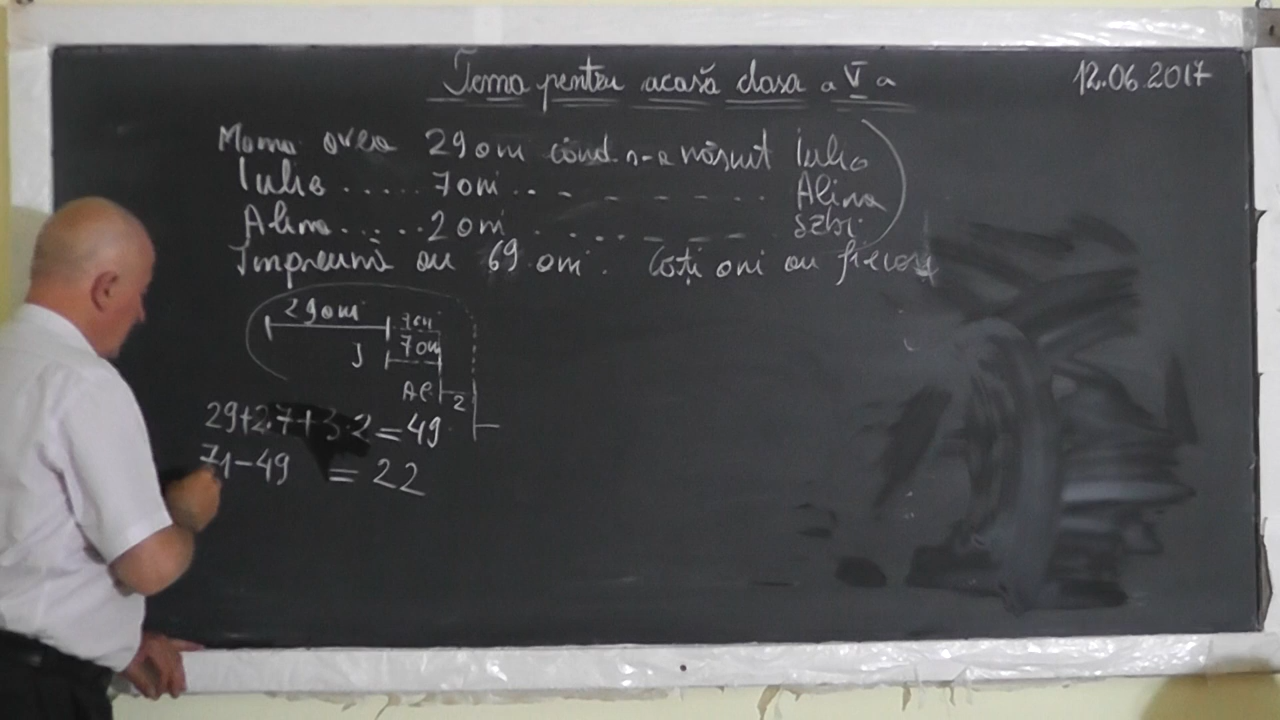 Tema pentru acasă clasa a V a
12.06.2017
Mama avea 29 ani când s-a născut Iulia
Iulia ..... 7 ani ......... Alina
Alina ..... 2 ani .........
Împreună au 69 ani. Câți ani au fiecare
29 ani
7 ani
J 7 ani
Al 2
29+2.7+3.2=49
71-49 = 22